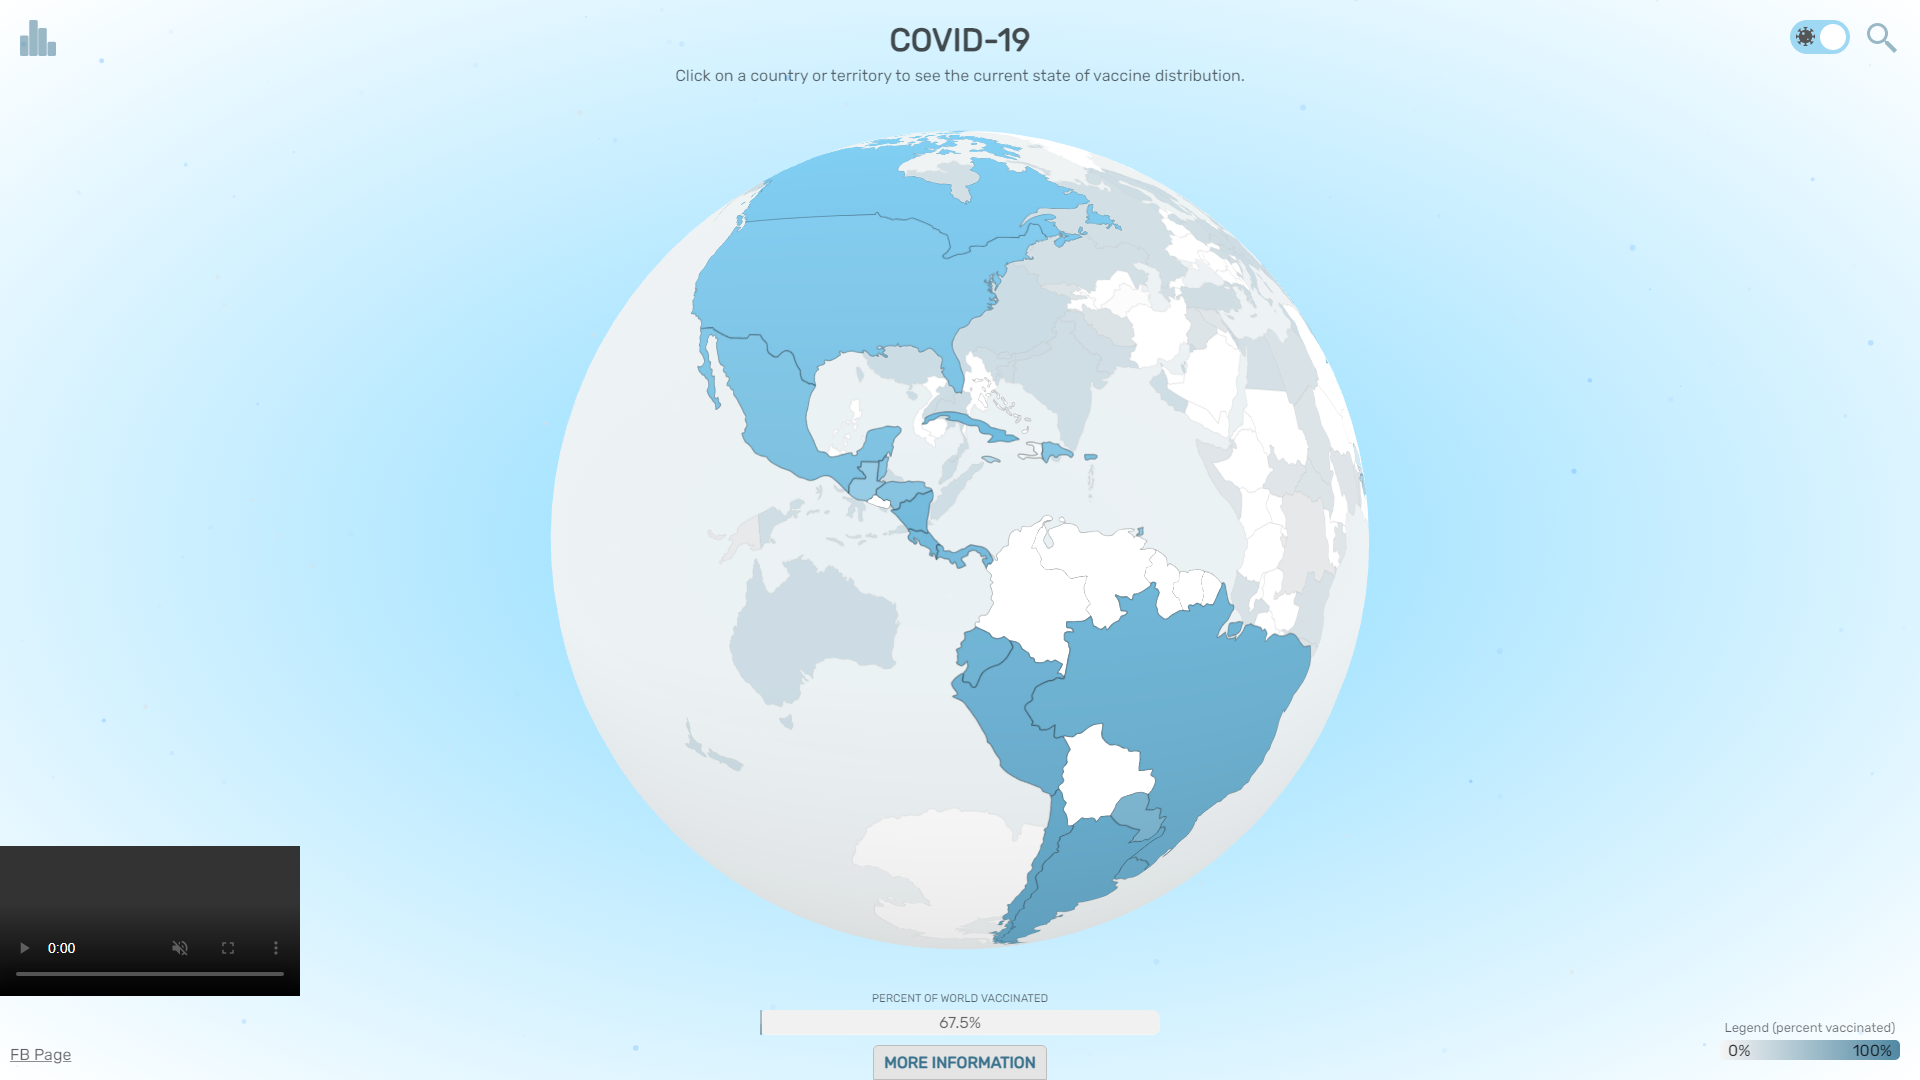 COVID-19
Click on a country or territory to see the current state of vaccine distribution.
0:00
PERCENT OF WORLD VACCINATED
67.5%
MORE INFORMATION
FB Page
Legend (percent vaccinated)
0% 100%